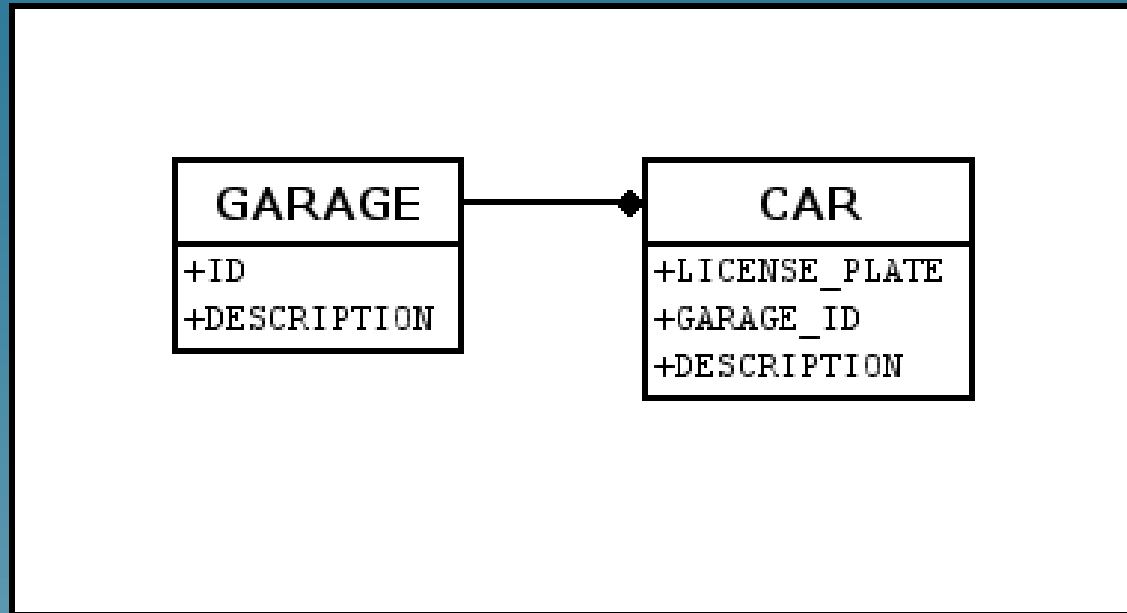 GARAGE
+ID
+DESCRIPTION
CAR
+LICENSE_PLATE
+GARAGE_ID
+DESCRIPTION